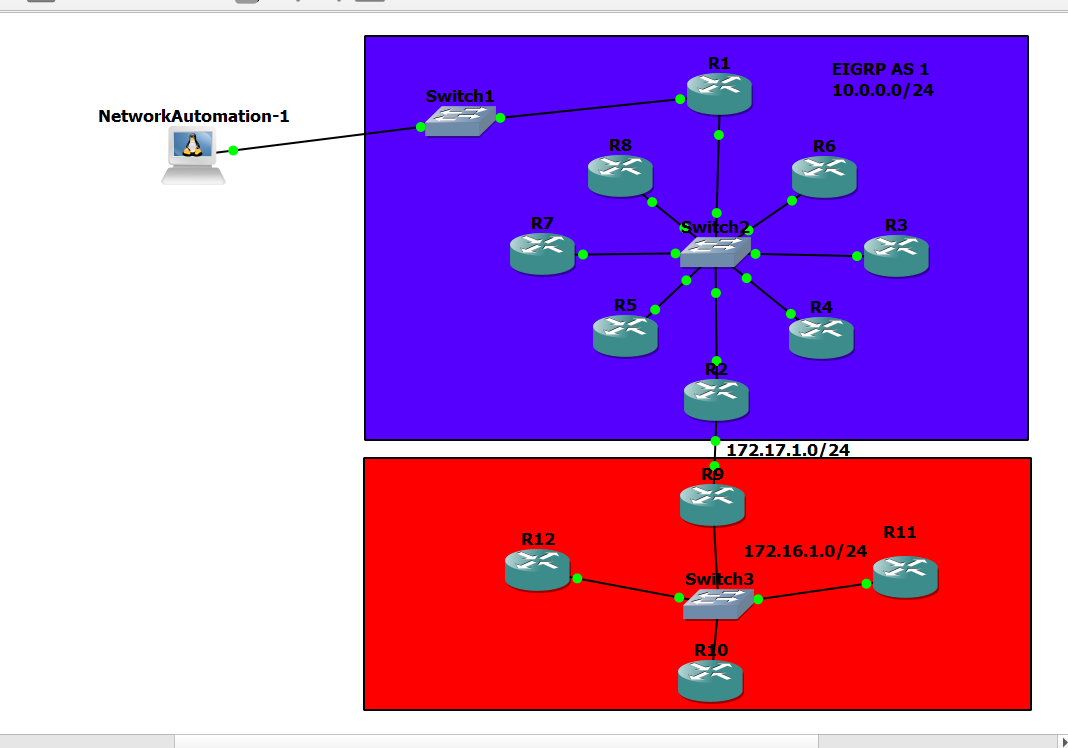 R1
EIGRP AS 1
10.0.0.0/24
Switch1
NetworkAutomation-1
R8
R6
R7
Switch2
R3
R5
R4
R2
172.17.1.0/24
R9
R12
R11
172.16.1.0/24
Switch3
R10